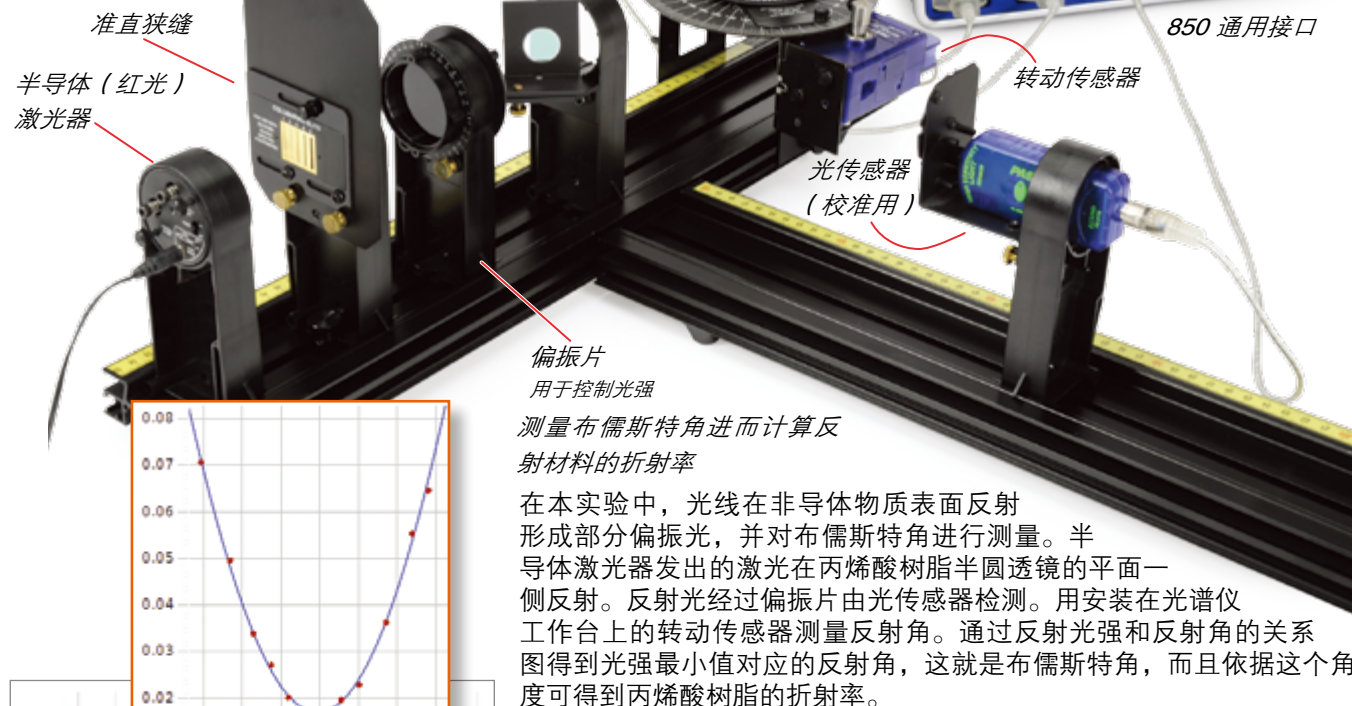 准直狭缝
850 通用接口
半导体（红光）
激光器
转动传感器
光传感器
（校准用）
偏振片
用于控制光强
测量布儒斯特角进而计算反
射材料的折射率
在本实验中，光线在非导体物质表面反射
形成部分偏振光，并对布儒斯特角进行测量。半
导体激光器发出的激光在丙烯酸树脂半圆透镜的平面一
侧反射。反射光经过偏振片由光传感器检测。用安装在光谱仪
工作台上的转动传感器测量反射角。通过反射光强和反射角的关系
图得到光强最小值对应的反射角，这就是布儒斯特角，而且依据这个角
度可得到丙烯酸树脂的折射率。
0.08
0.07
0.06
0.05
0.04
0.03
0.02